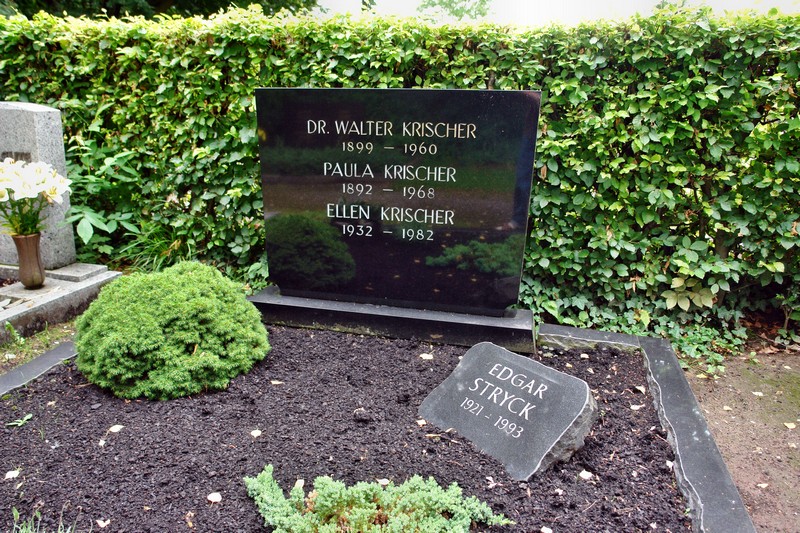 DR. WALTER KRISCHER
1899 – 1960
PAULA KRISCHER
1892 – 1968
ELLEN KRISCHER
1932 – 1982
EDGAR
STRYCK
1921 – 1993